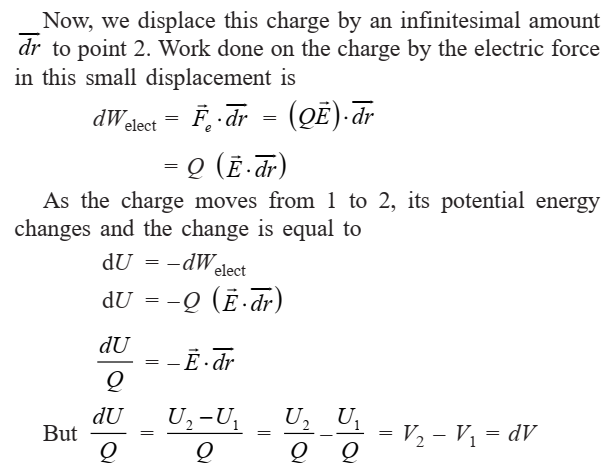 Now, we displace this charge by an infinitesimal amount
$\overline{dr}$ to point 2. Work done on the charge by the electric force
in this small displacement is
$dW_{\text{elect}} = \vec{F}_e \cdot \overline{dr} = (Q\vec{E}) \cdot \overline{dr}$
$= Q\ (\vec{E} \cdot \overline{dr})$
As the charge moves from 1 to 2, its potential energy
changes and the change is equal to
$\mathrm{d}U = -dW_{\text{elect}}$
$\mathrm{d}U = -Q\ (\vec{E} \cdot \overline{dr})$
$\frac{dU}{Q} = -\vec{E} \cdot \overline{dr}$
But $\frac{dU}{Q} = \frac{U_2 - U_1}{Q} = \frac{U_2}{Q} - \frac{U_1}{Q} = V_2 - V_1 = dV$